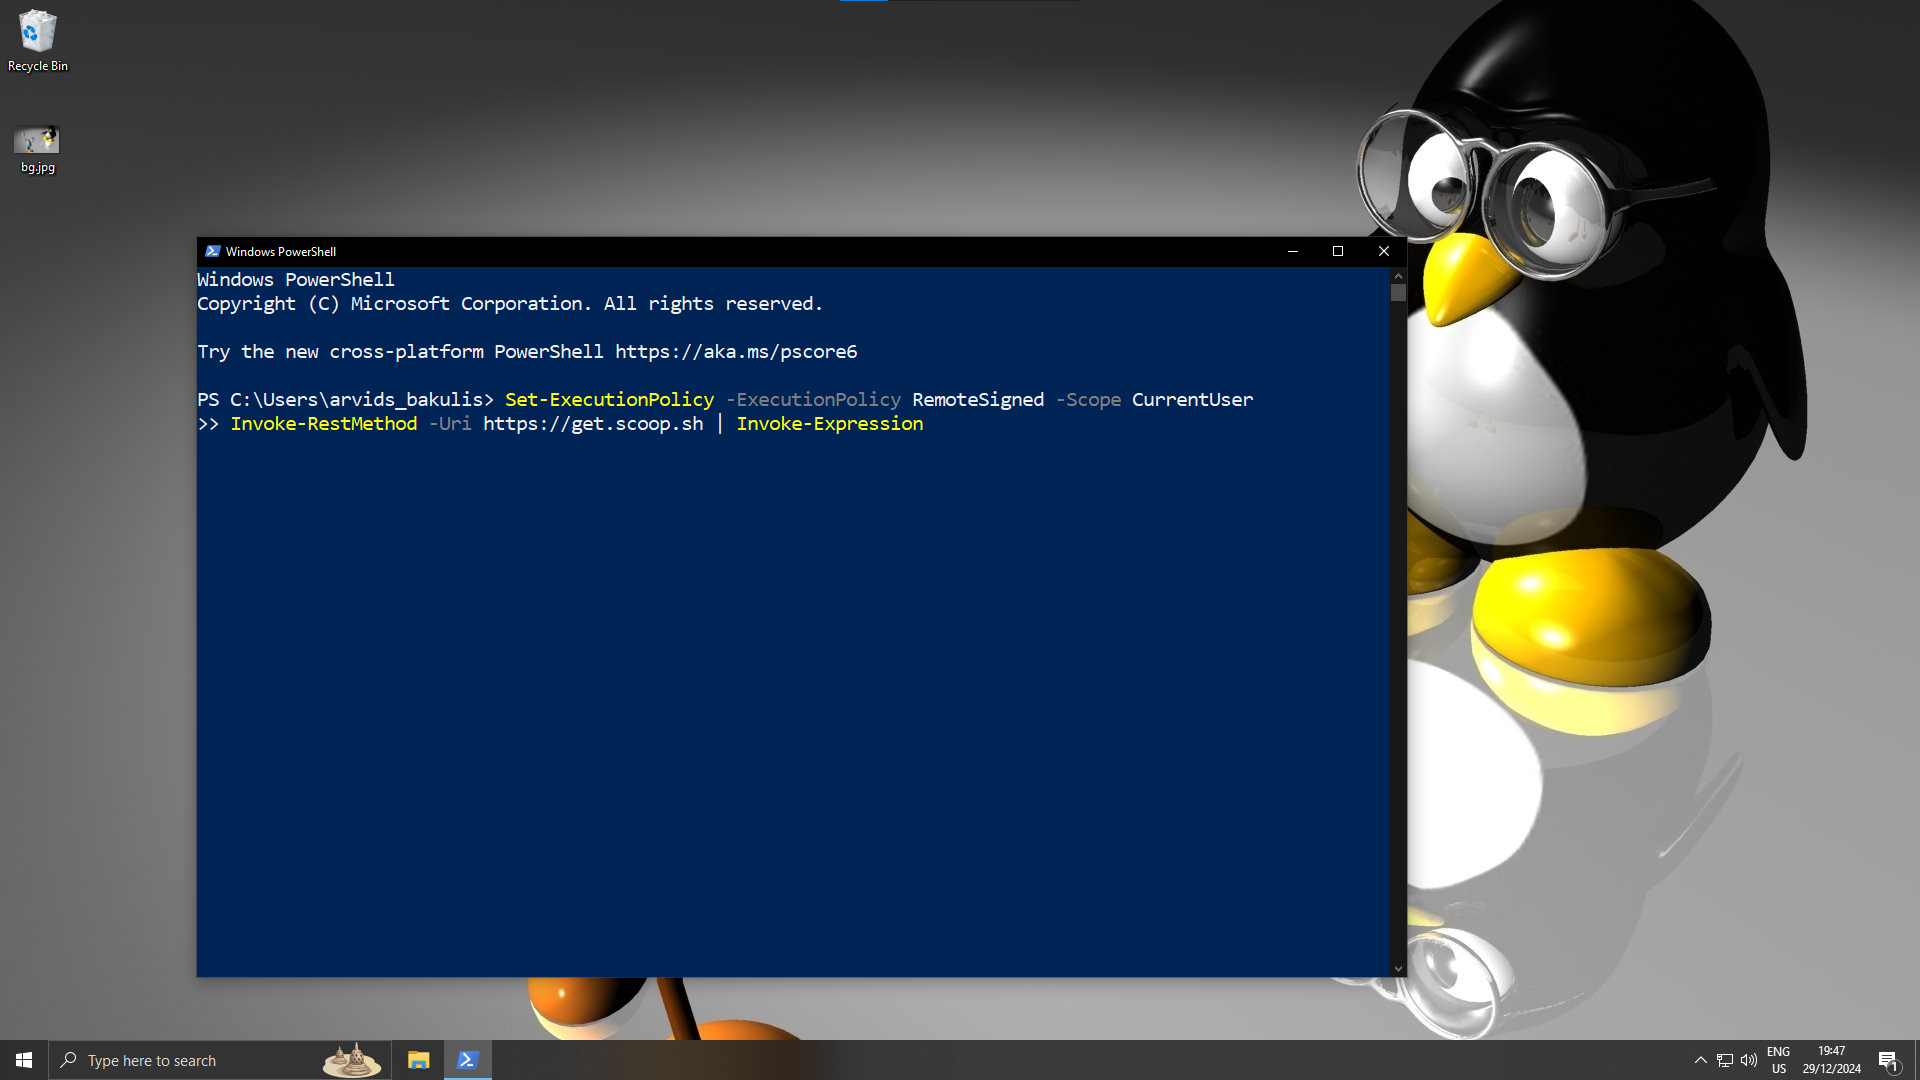 Recycle Bin
bg.jpg
Windows PowerShell
Windows PowerShell
Copyright (C) Microsoft Corporation. All rights reserved.
Try the new cross-platform PowerShell https://aka.ms/pscore6
PS C:\Users\arvids_bakulis> Set-ExecutionPolicy -ExecutionPolicy RemoteSigned -Scope CurrentUser
>> Invoke-RestMethod -Uri https://get.scoop.sh | Invoke-Expression
Type here to search
ENG
US
19:47
29/12/2024
1